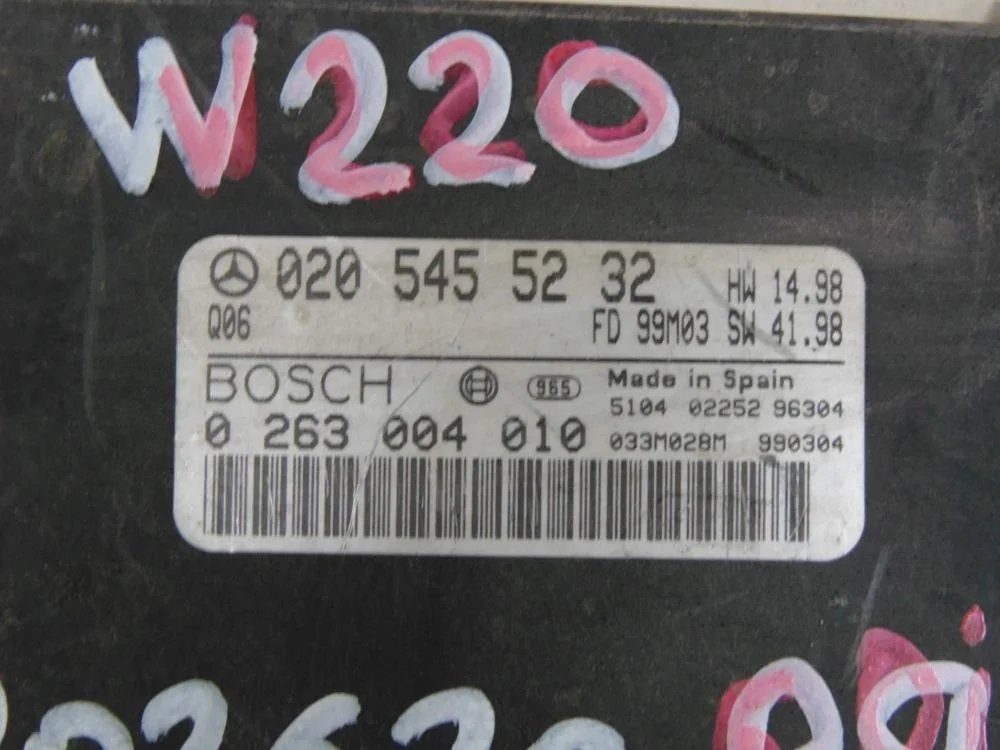 W220
020 545 52 32 HW 14.98
Q06 FD 99M03 SW 41.98
BOSCH 965 Made in Spain
5104 02252 96304
0 263 004 010 033M028M 990304